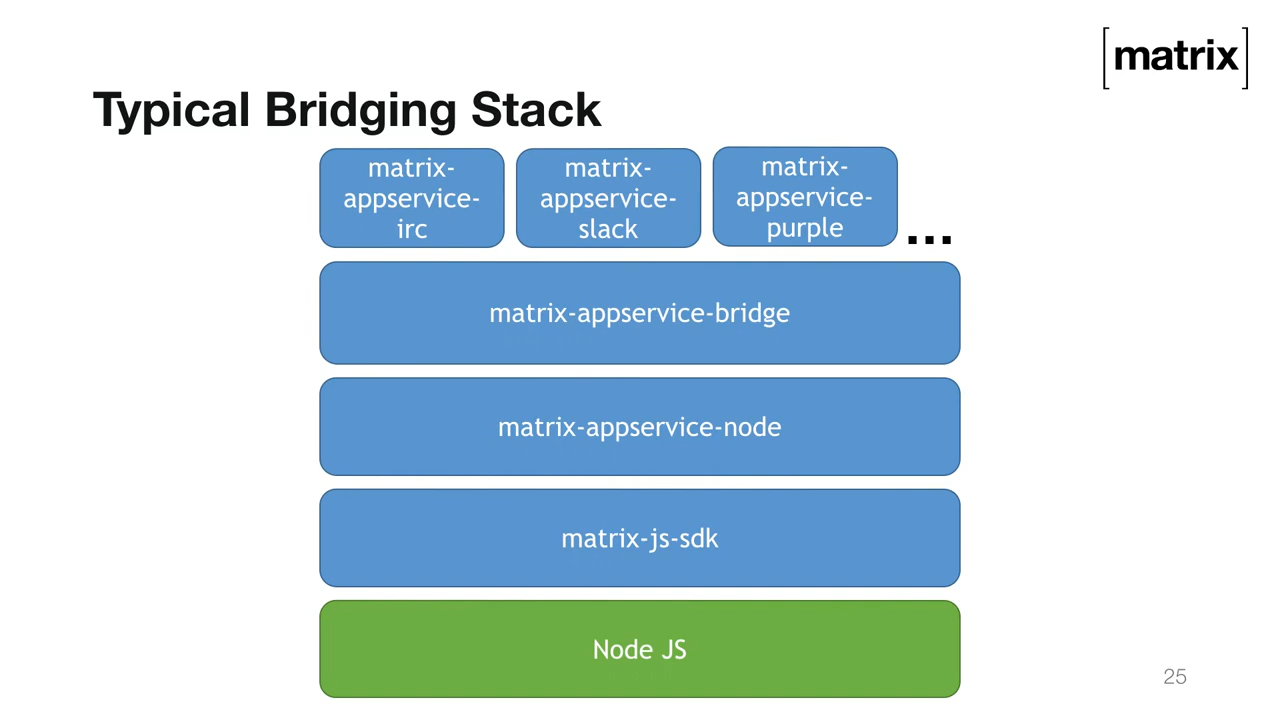 [matrix]
Typical Bridging Stack
matrix-
appservice-
irc
matrix-
appservice-
slack
matrix-
appservice-
purple
...
matrix-appservice-bridge
matrix-appservice-node
matrix-js-sdk
Node JS
25